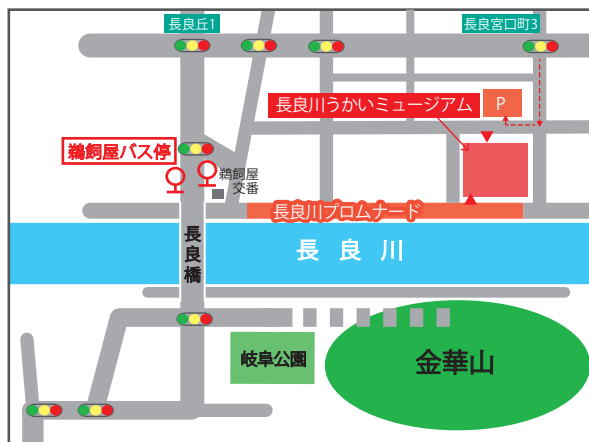 長良丘1
長良宮口町3
長良川うかいミュージアム
P
鵜飼屋バス停
鵜飼屋
交番
長良川プロムナード
長良橋
長良川
岐阜公園
金華山